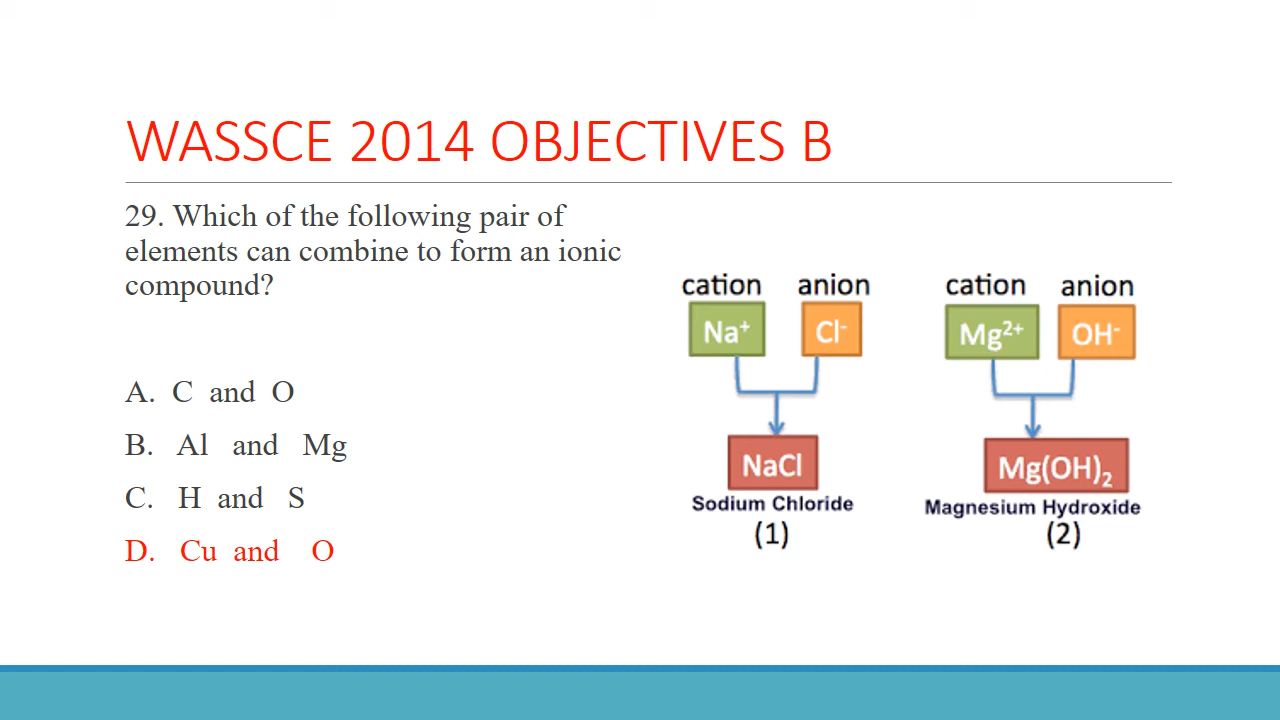 WASSCE 2014 OBJECTIVES B
29. Which of the following pair of
elements can combine to form an ionic
compound?
A. C and O
B. Al and Mg
C. H and S
D. Cu and O
cation anion
Na⁺ Cl⁻
NaCl
Sodium Chloride
(1)
cation anion
Mg²⁺ OH⁻
Mg(OH)₂
Magnesium Hydroxide
(2)